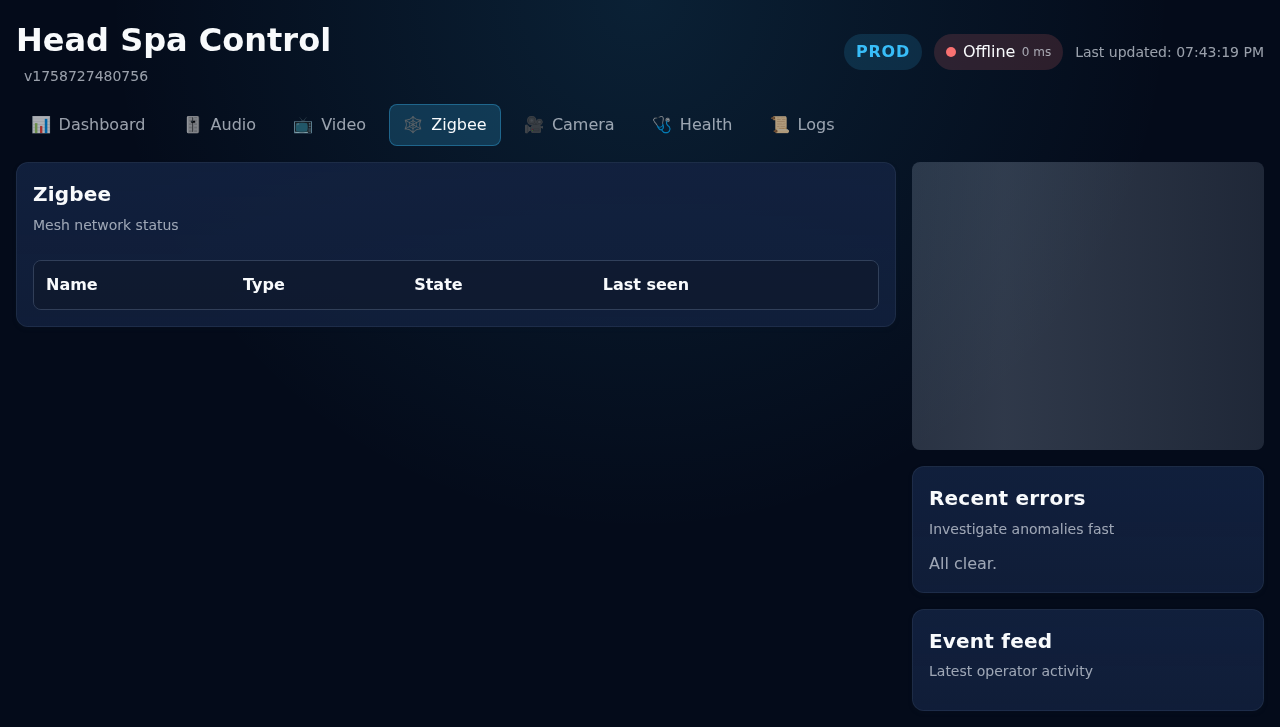 Head Spa Control
v1758727480756
PROD
Offline 0 ms
Last updated: 07:43:19 PM
Dashboard
Audio
Video
Zigbee
Camera
Health
Logs
Zigbee
Mesh network status
Name Type State Last seen
Recent errors
Investigate anomalies fast
All clear.
Event feed
Latest operator activity